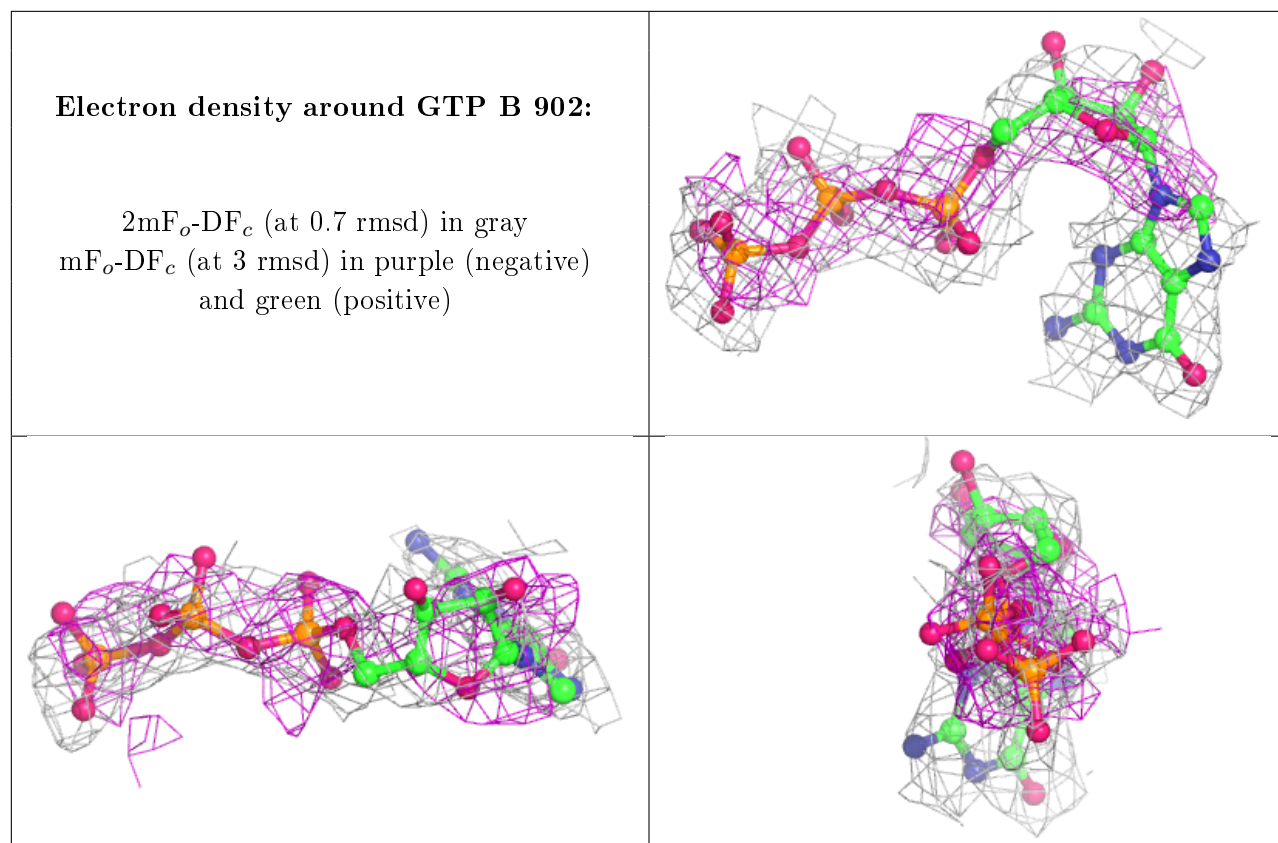 Electron density around GTP B 902:
2mFₒ-DF𝒸 (at 0.7 rmsd) in gray
mFₒ-DF𝒸 (at 3 rmsd) in purple (negative)
and green (positive)